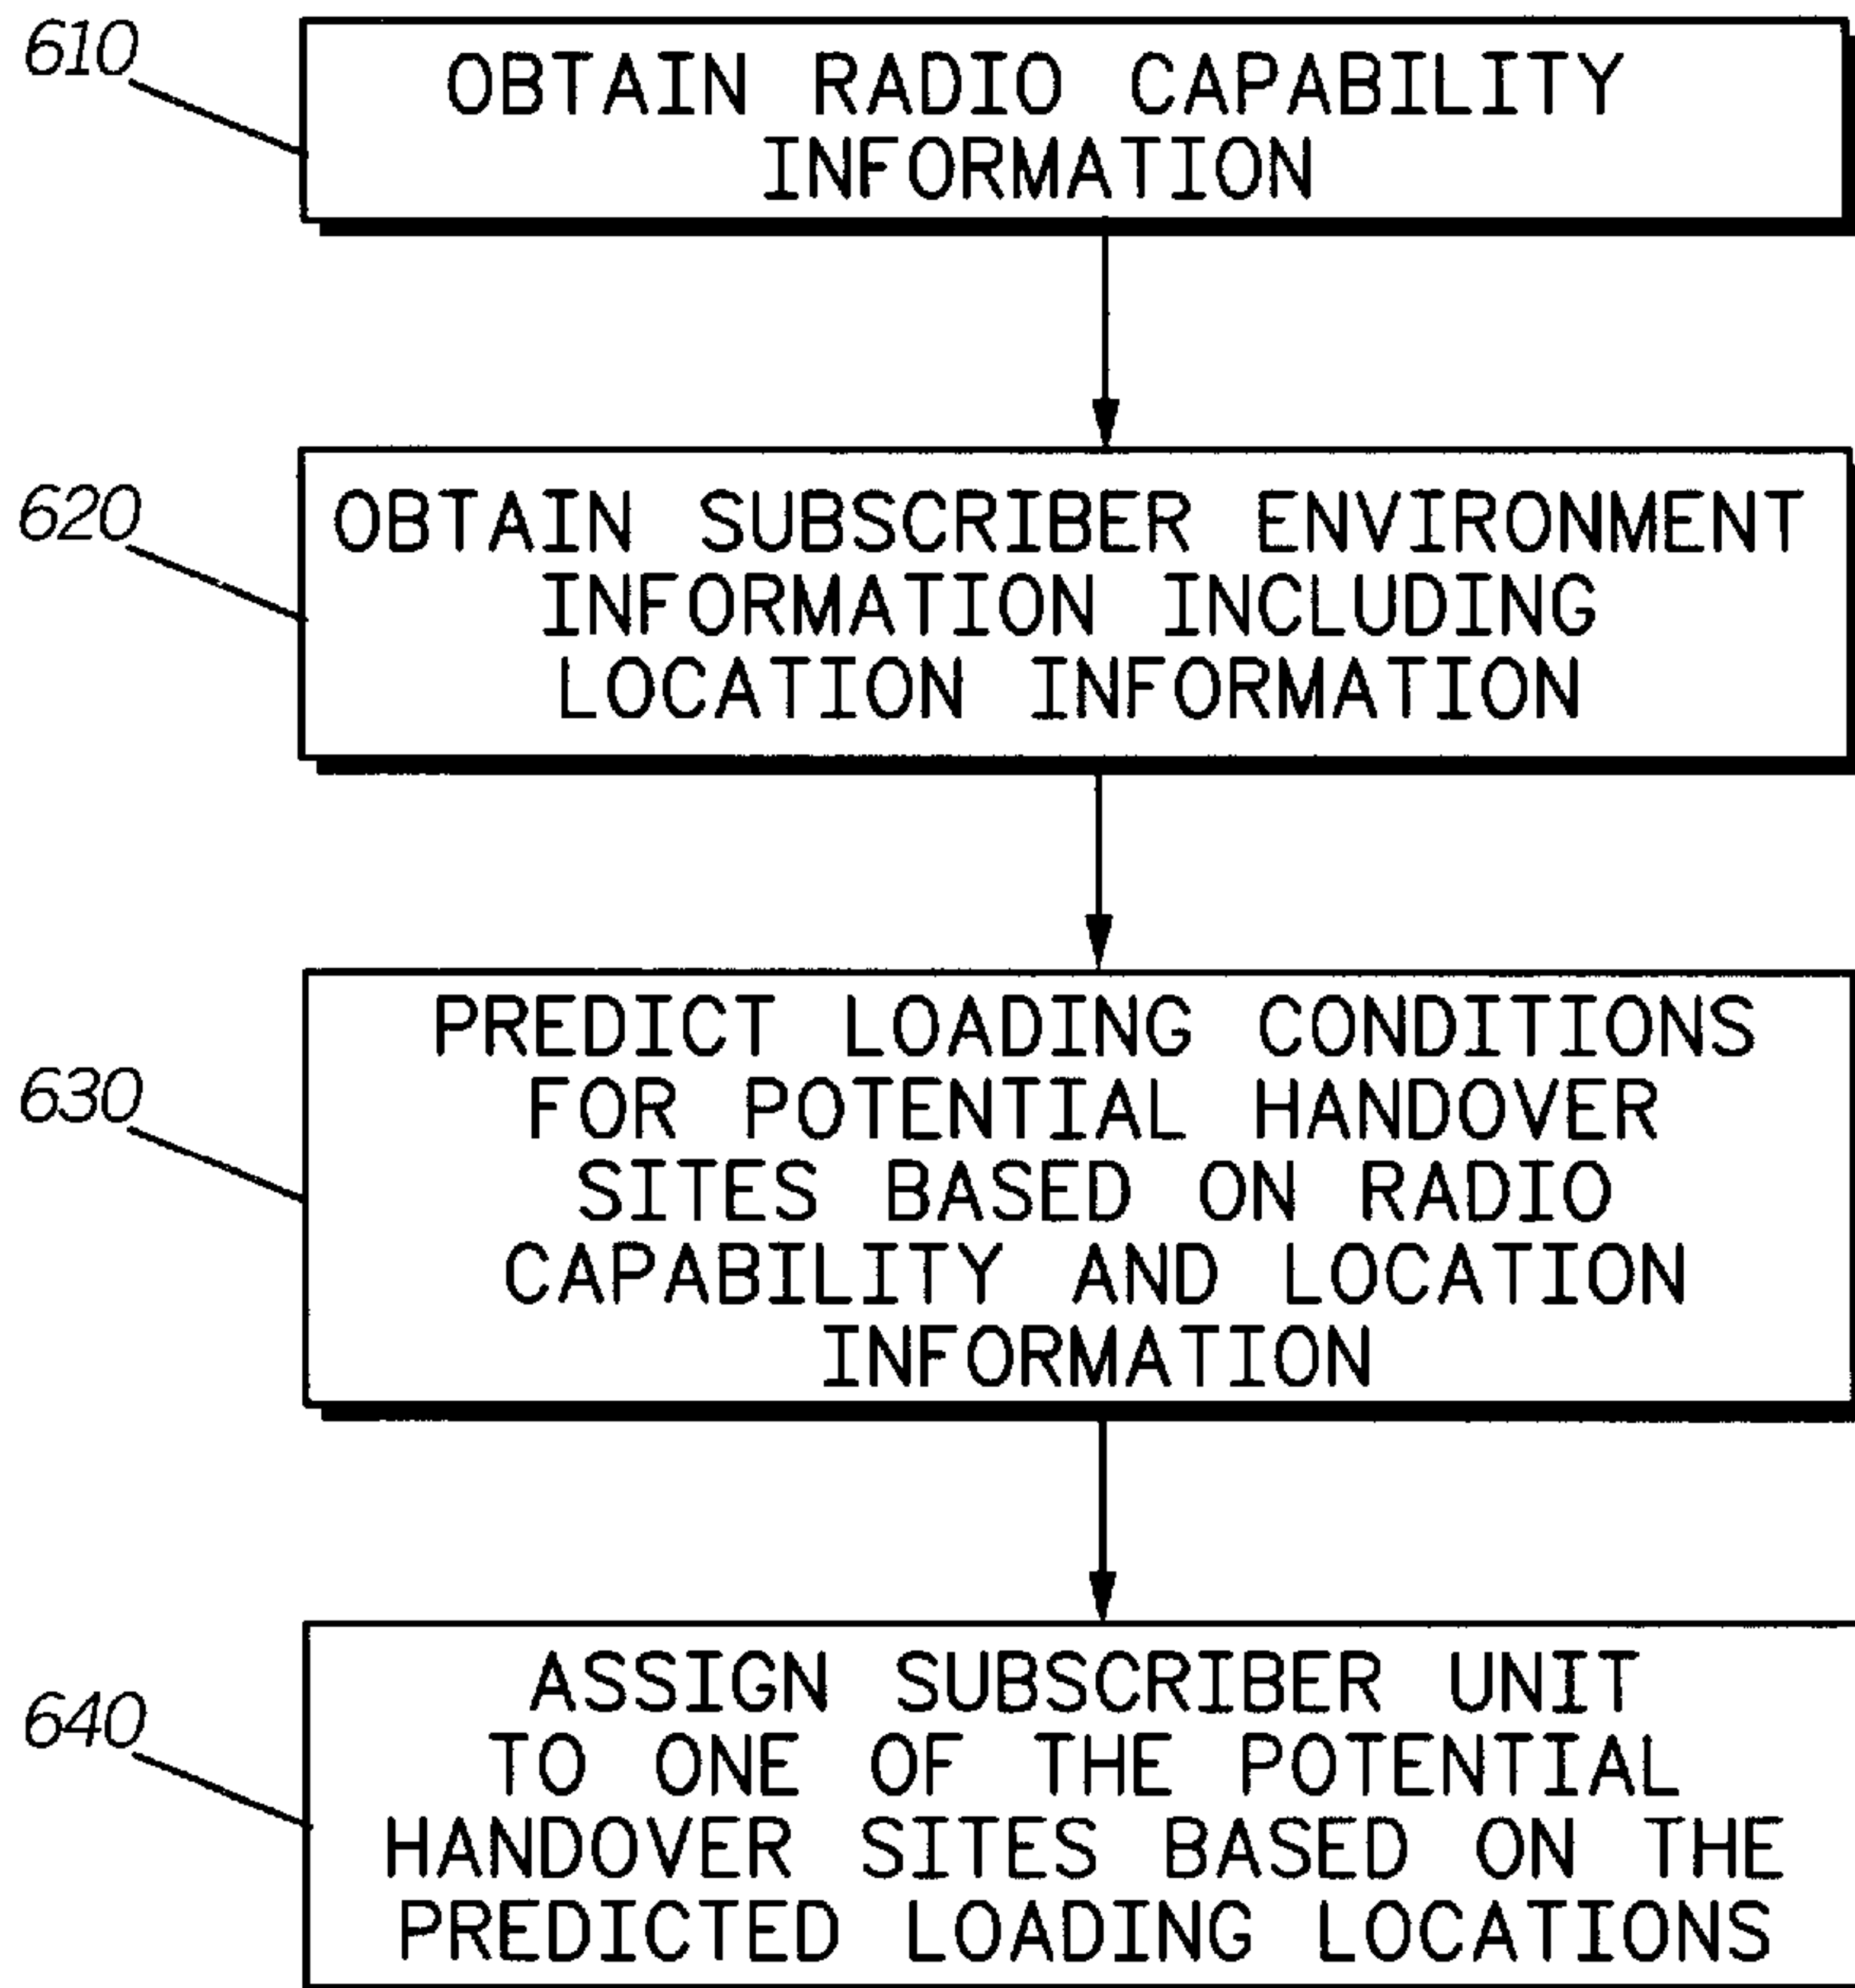 610
OBTAIN RADIO CAPABILITY
INFORMATION
620
OBTAIN SUBSCRIBER ENVIRONMENT
INFORMATION INCLUDING
LOCATION INFORMATION
630
PREDICT LOADING CONDITIONS
FOR POTENTIAL HANDOVER
SITES BASED ON RADIO
CAPABILITY AND LOCATION
INFORMATION
640
ASSIGN SUBSCRIBER UNIT
TO ONE OF THE POTENTIAL
HANDOVER SITES BASED ON THE
PREDICTED LOADING LOCATIONS